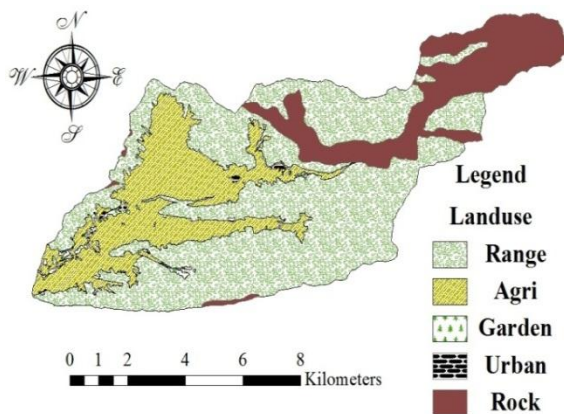 N
W E
S
Legend
Landuse
Range
Agri
Garden
Urban
Rock
0 1 2 4 6 8
Kilometers